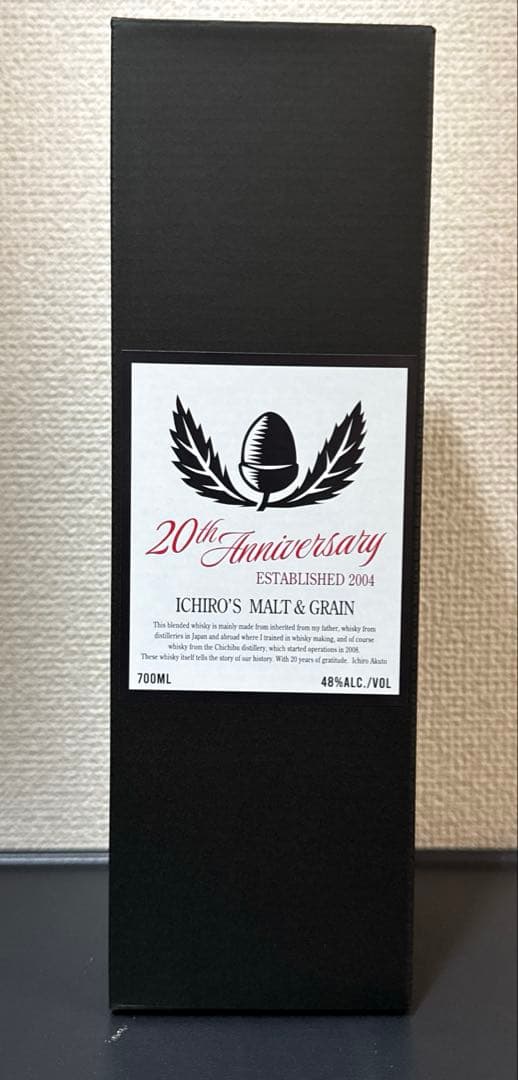 20th Anniversary
ESTABLISHED 2004
ICHIRO'S MALT & GRAIN
This blended whisky is mainly made from inherited from my father, whisky from
distilleries in Japan and abroad where I trained in whisky making, and of course
whisky from the Chichibu distillery, which started operations in 2008.
These whisky itself tells the story of our history. With 20 years of gratitude. Ichiro Akuto
700ML 48%ALC./VOL